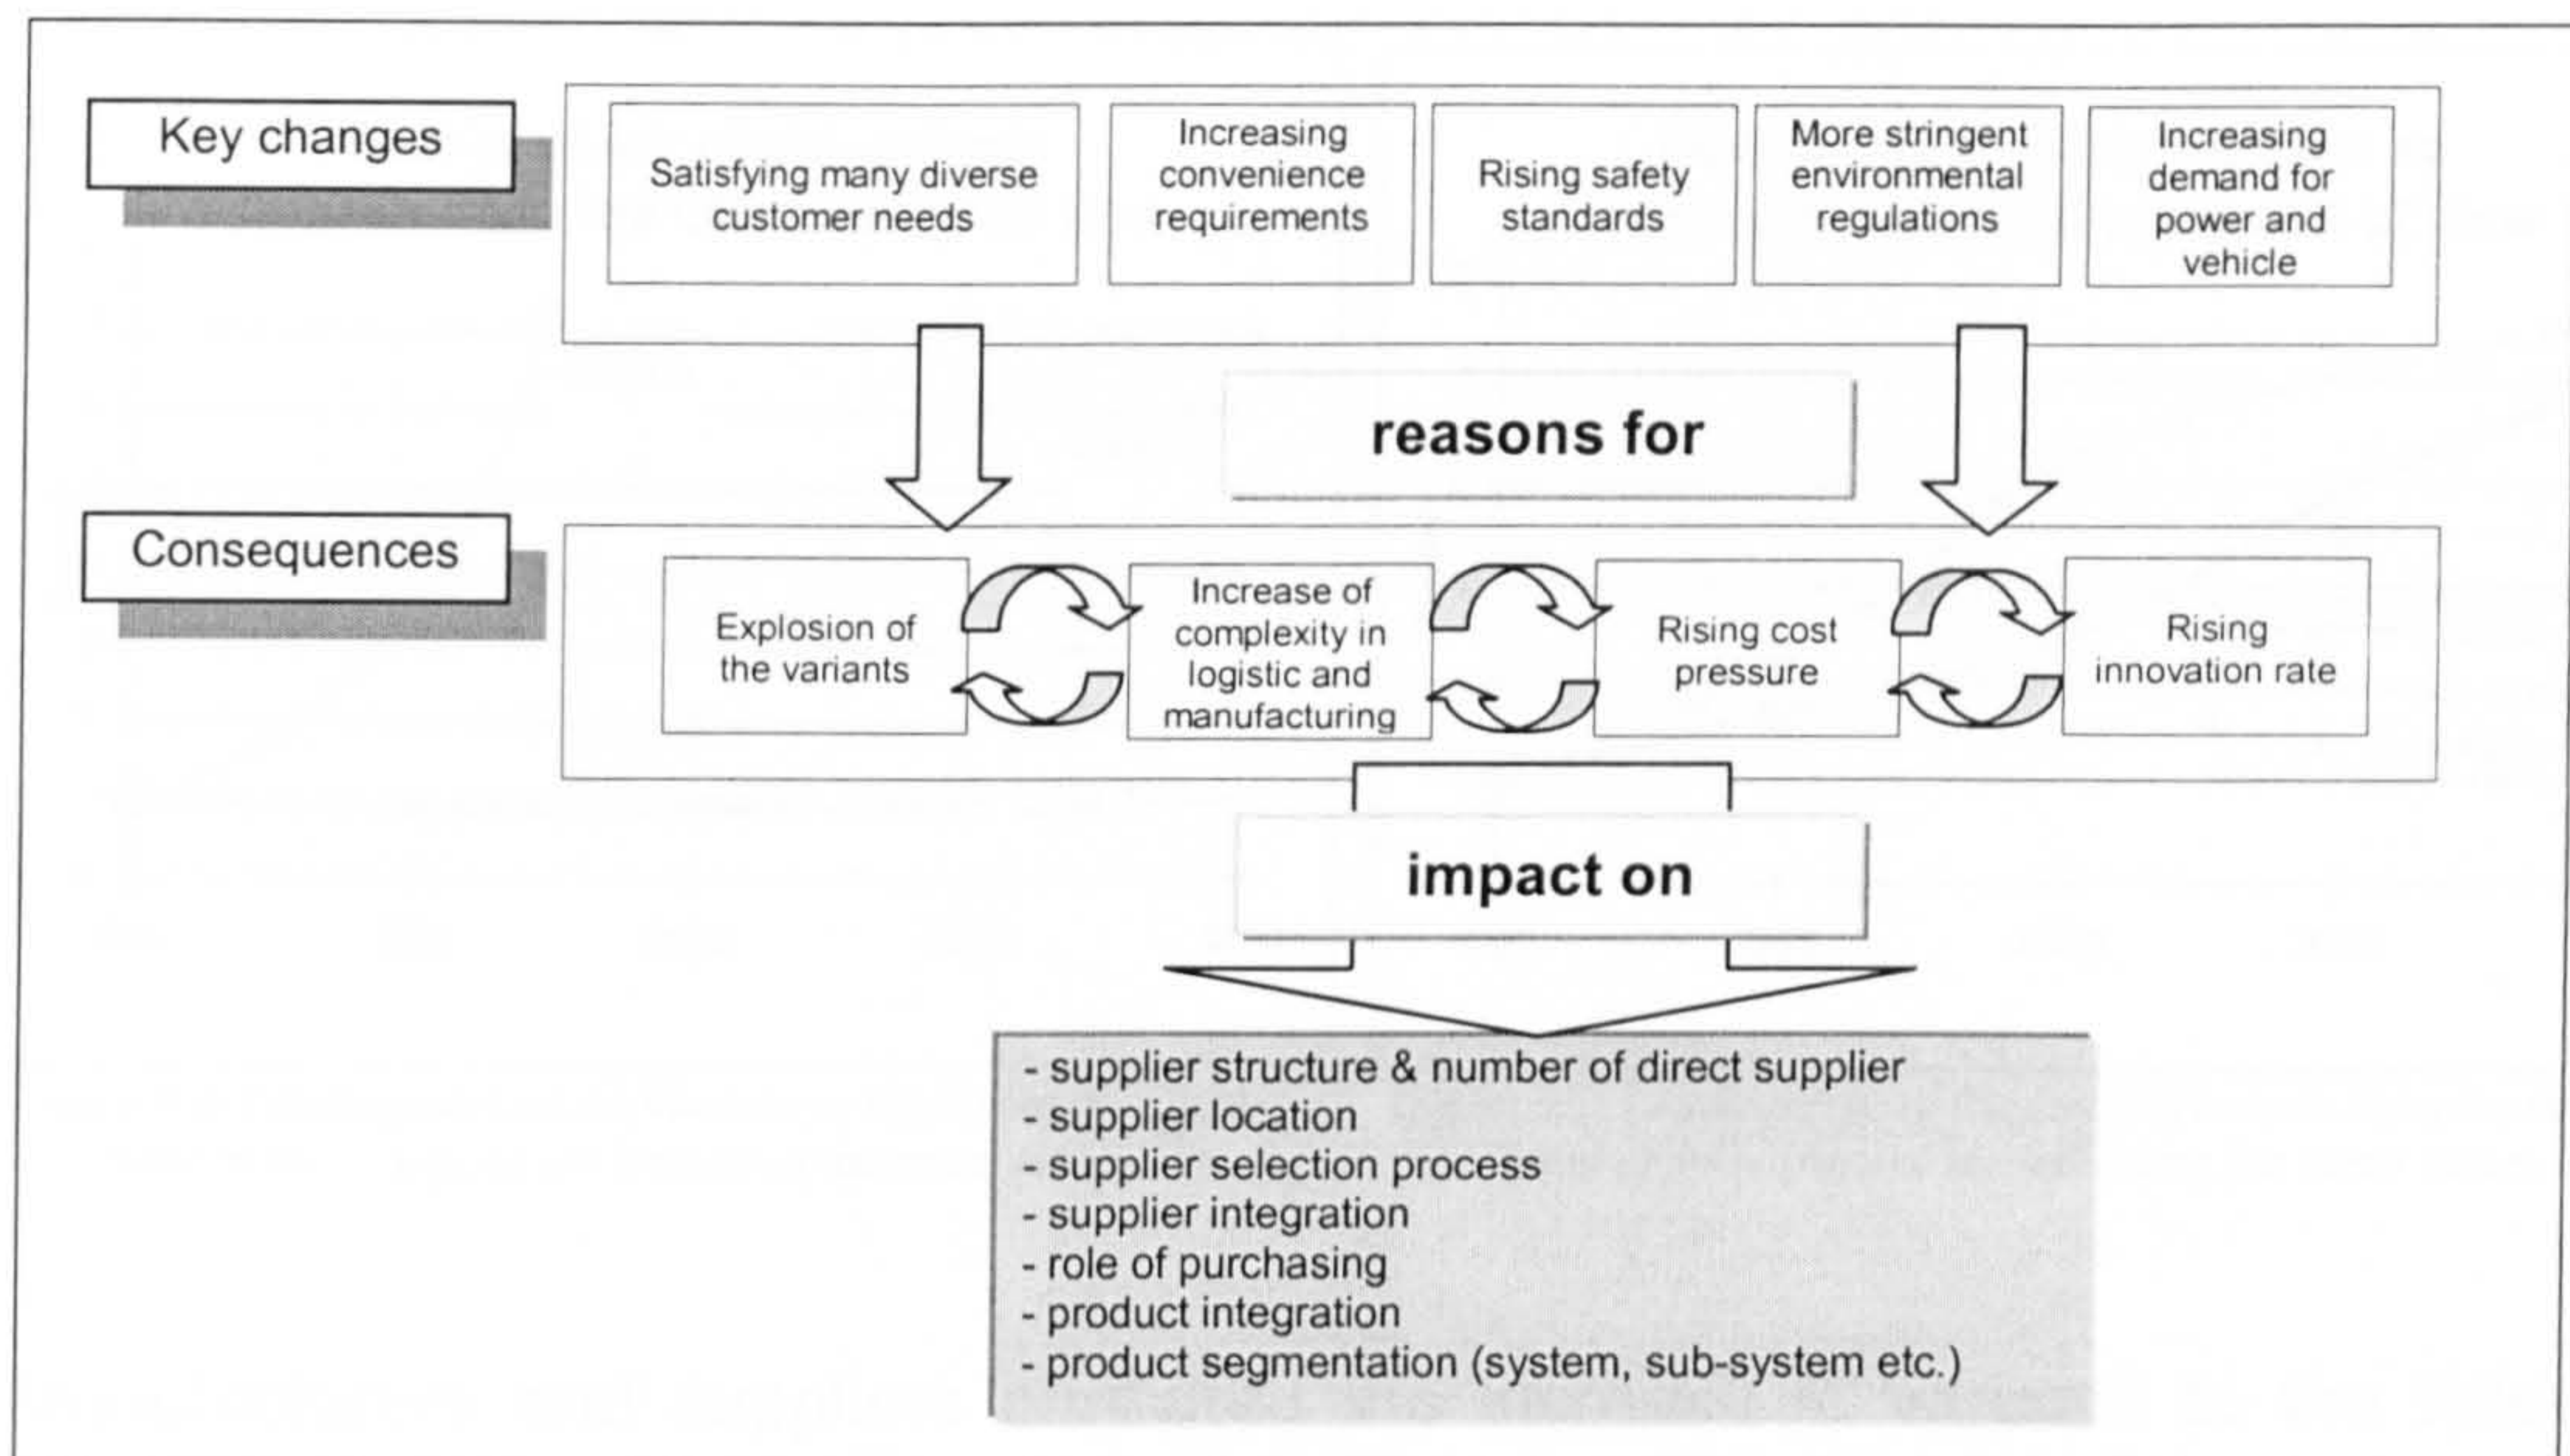 Key changes
Satisfying many diverse
customer needs
Increasing
convenience
requirements
Rising safety
standards
More stringent
environmental
regulations
Increasing
demand for
power and
vehicle
reasons for
Consequences
Explosion of
the variants
Increase of
complexity in
logistic and
manufacturing
Rising cost
pressure
Rising
innovation rate
impact on
- supplier structure & number of direct supplier
- supplier location
- supplier selection process
- supplier integration
- role of purchasing
- product integration
- product segmentation (system, sub-system etc.)